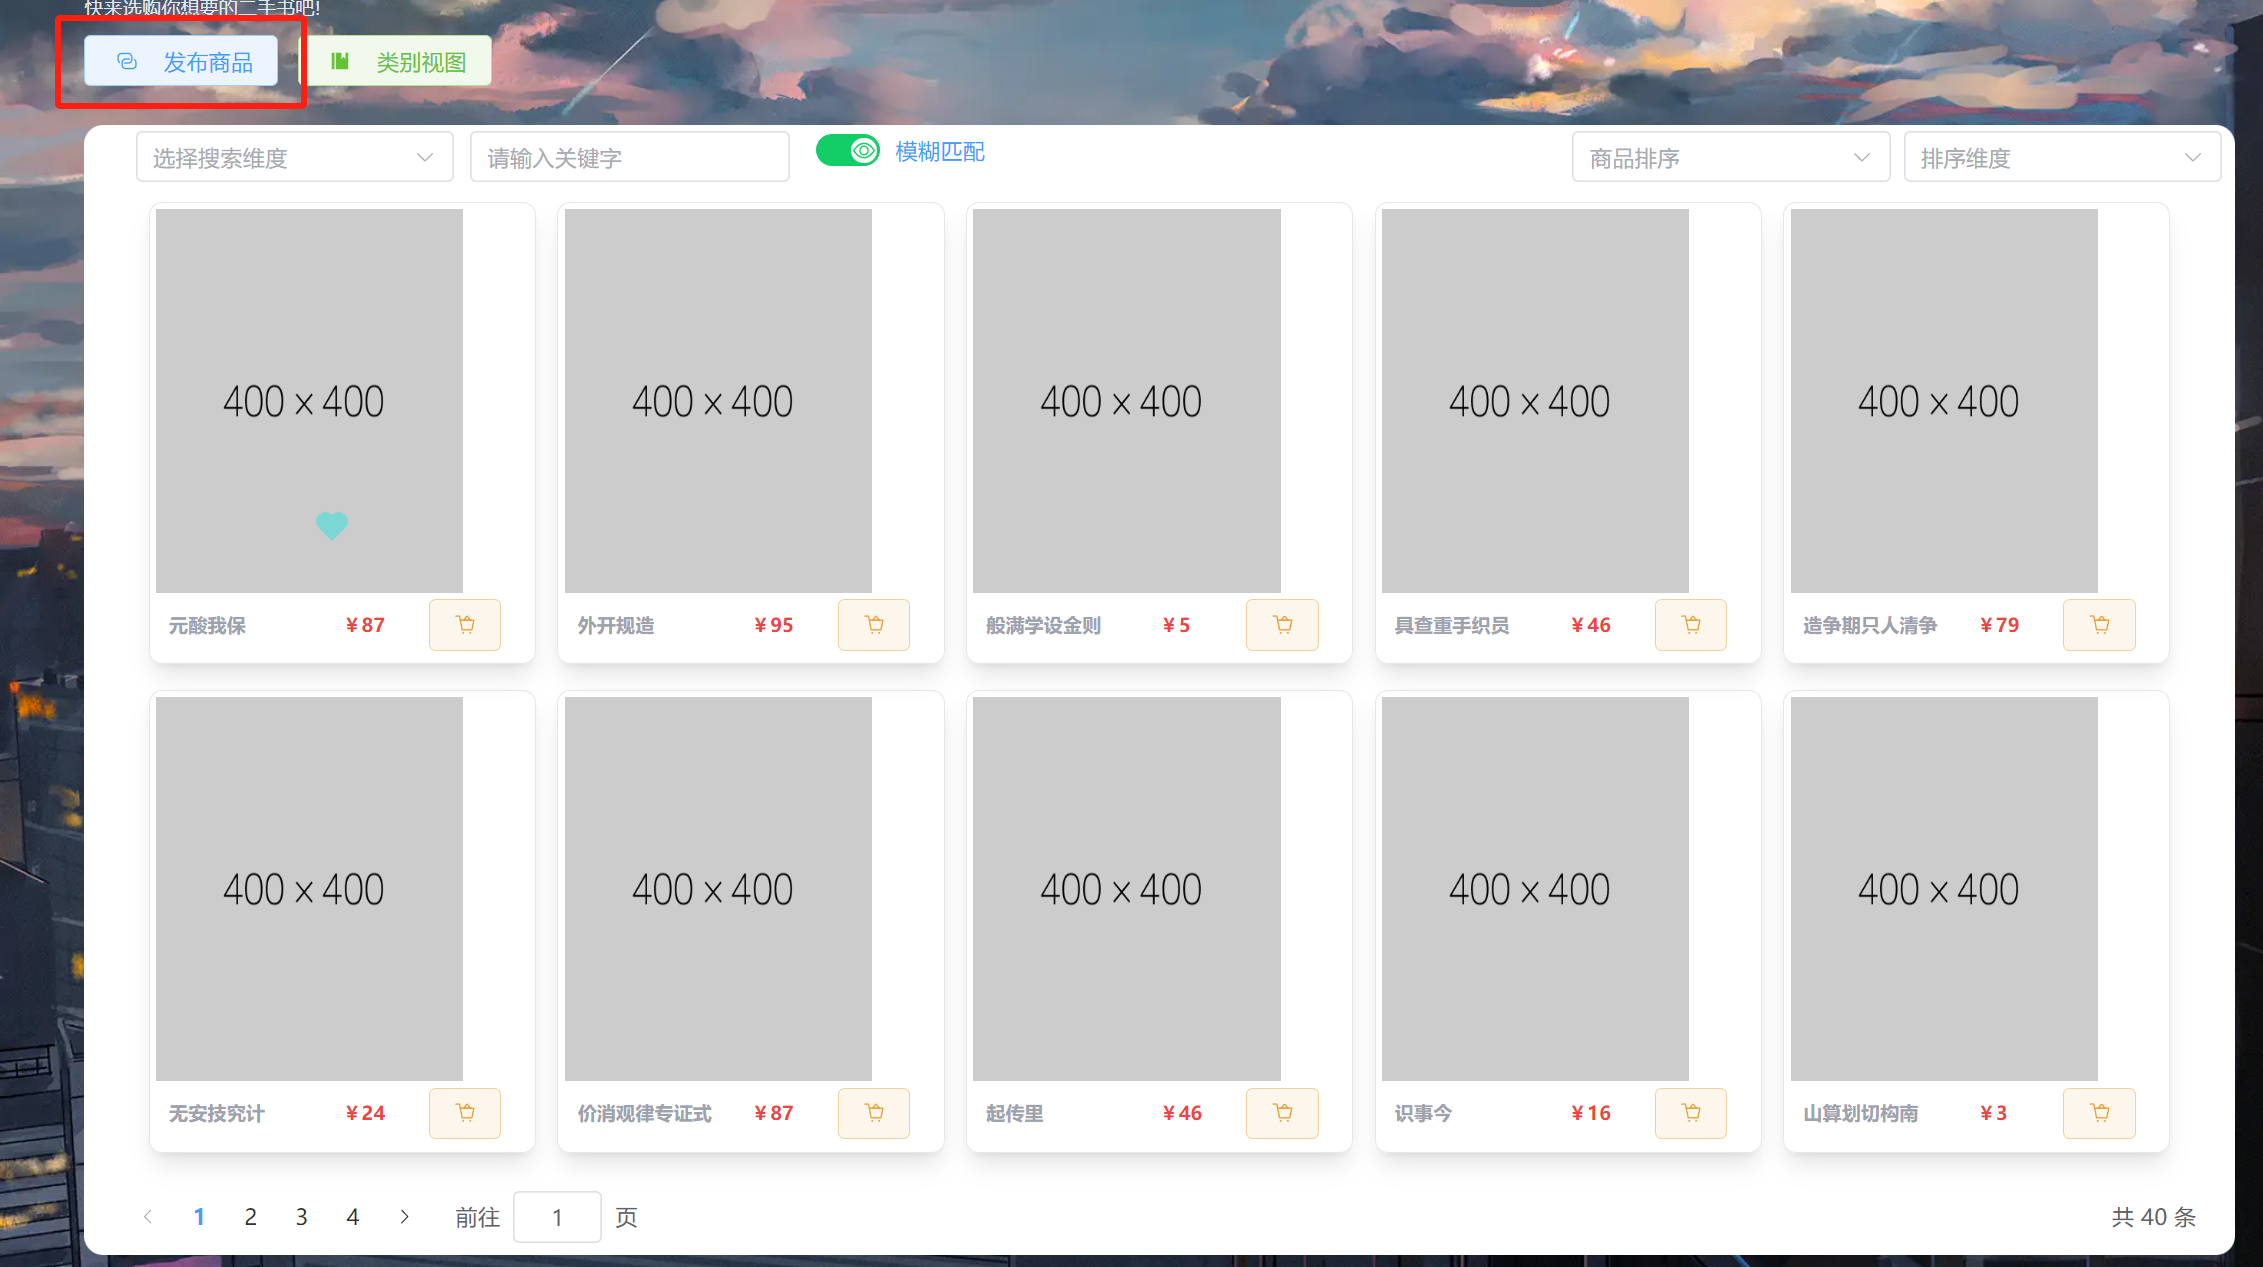 快来选购你想要的二手书吧!
发布商品 类别视图
选择搜索维度 请输入关键字 模糊匹配 商品排序 排序维度
400 × 400 400 × 400 400 × 400 400 × 400 400 × 400
元酸我保 ¥87 外开规造 ¥95 般满学设金则 ¥5 具查重手织员 ¥46 造争期只人清争 ¥79
400 × 400 400 × 400 400 × 400 400 × 400 400 × 400
无安技究计 ¥24 价消观律专证式 ¥87 起传里 ¥46 识事今 ¥16 山算划切构南 ¥3
1 2 3 4 前往 1 页 共 40 条